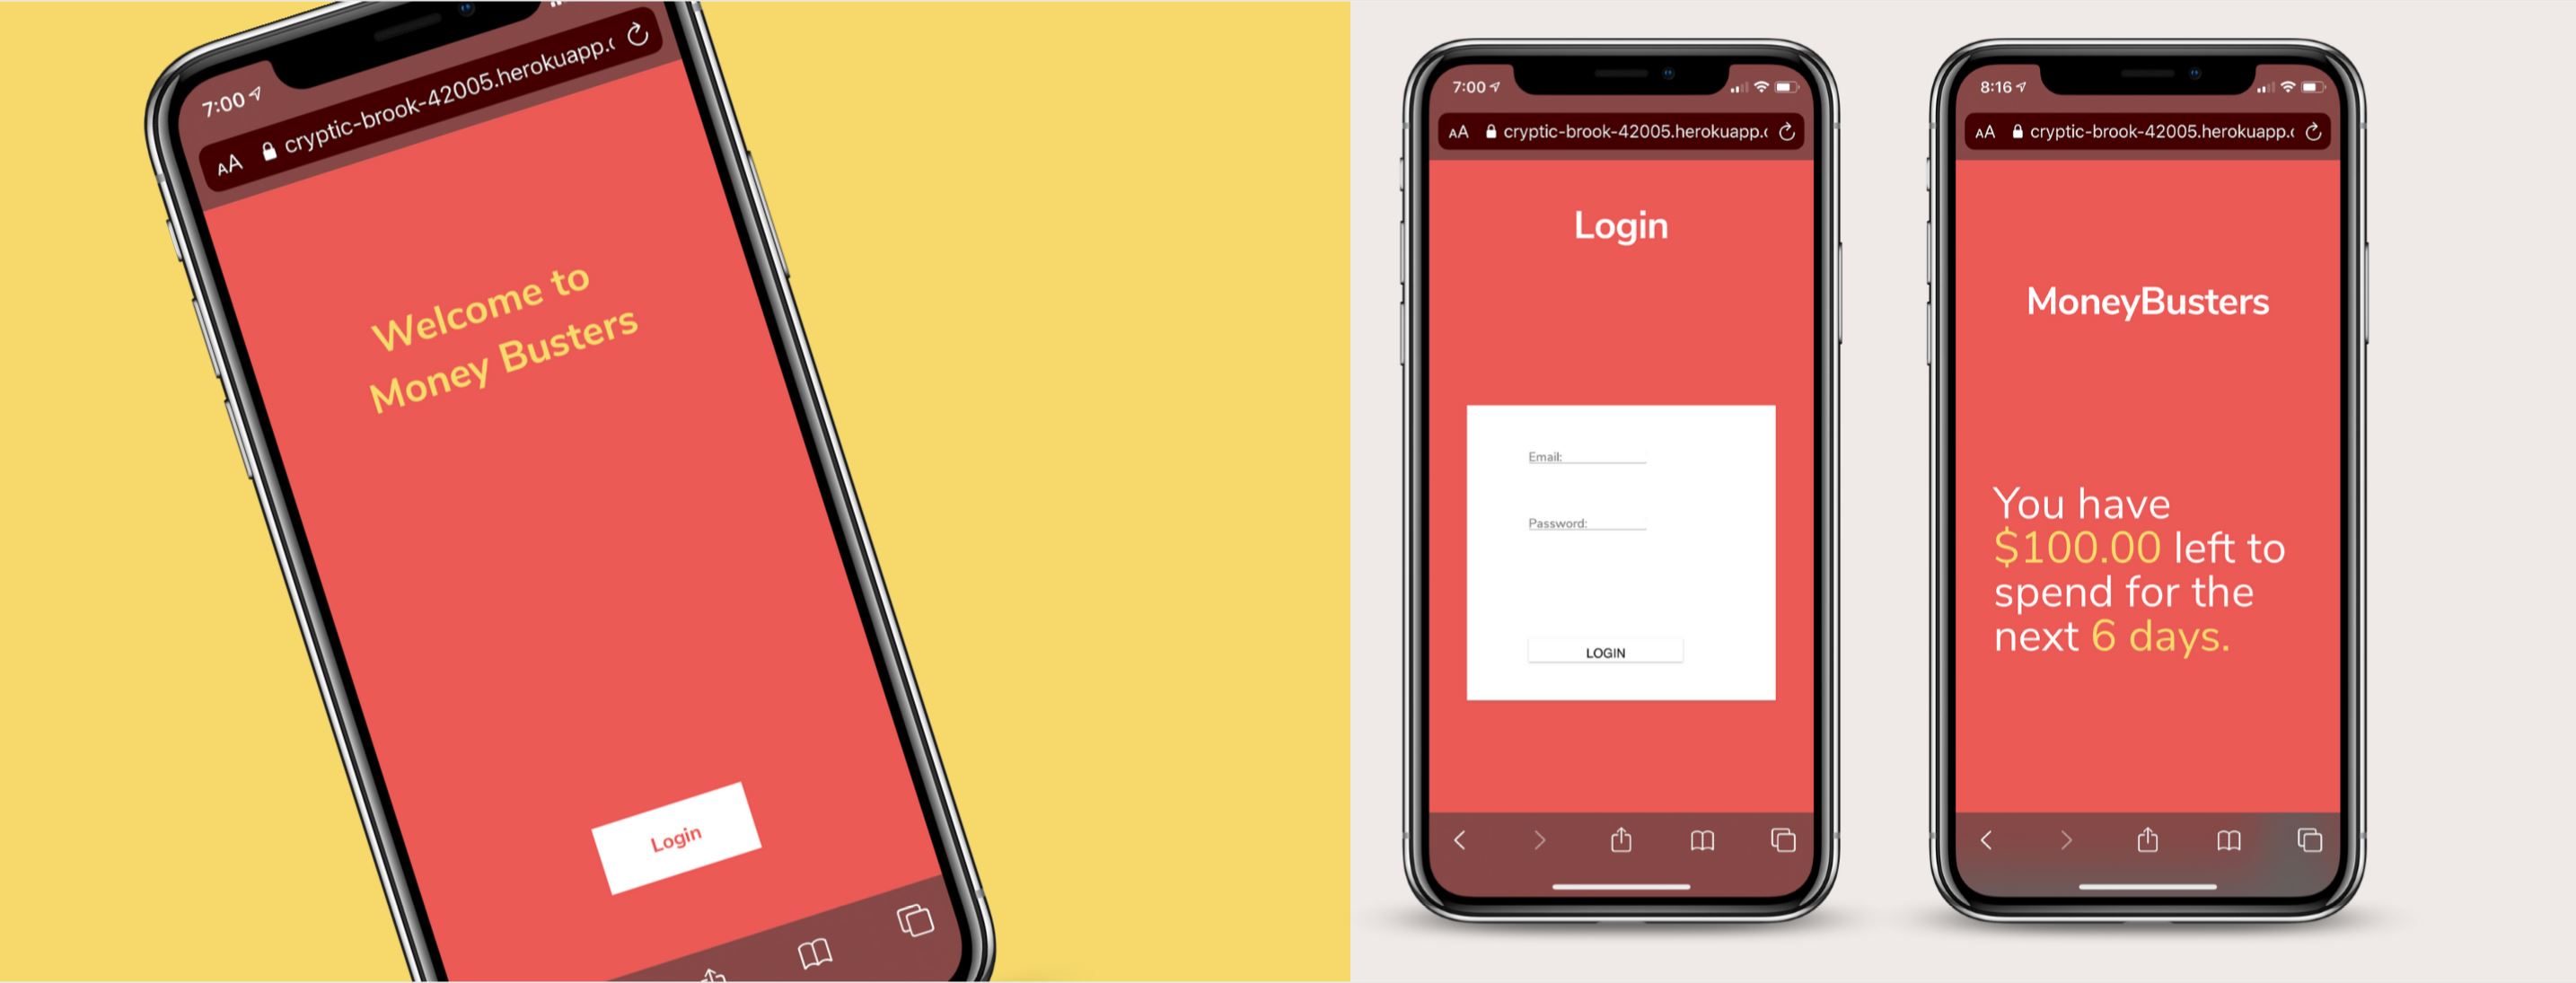 7:00
AA cryptic-brook-42005.herokuapp.c
Welcome to
Money Busters
Login
7:00
AA cryptic-brook-42005.herokuapp.c
Login
Email:
Password:
LOGIN
8:16
AA cryptic-brook-42005.herokuapp.c
MoneyBusters
You have
$100.00 left to
spend for the
next 6 days.